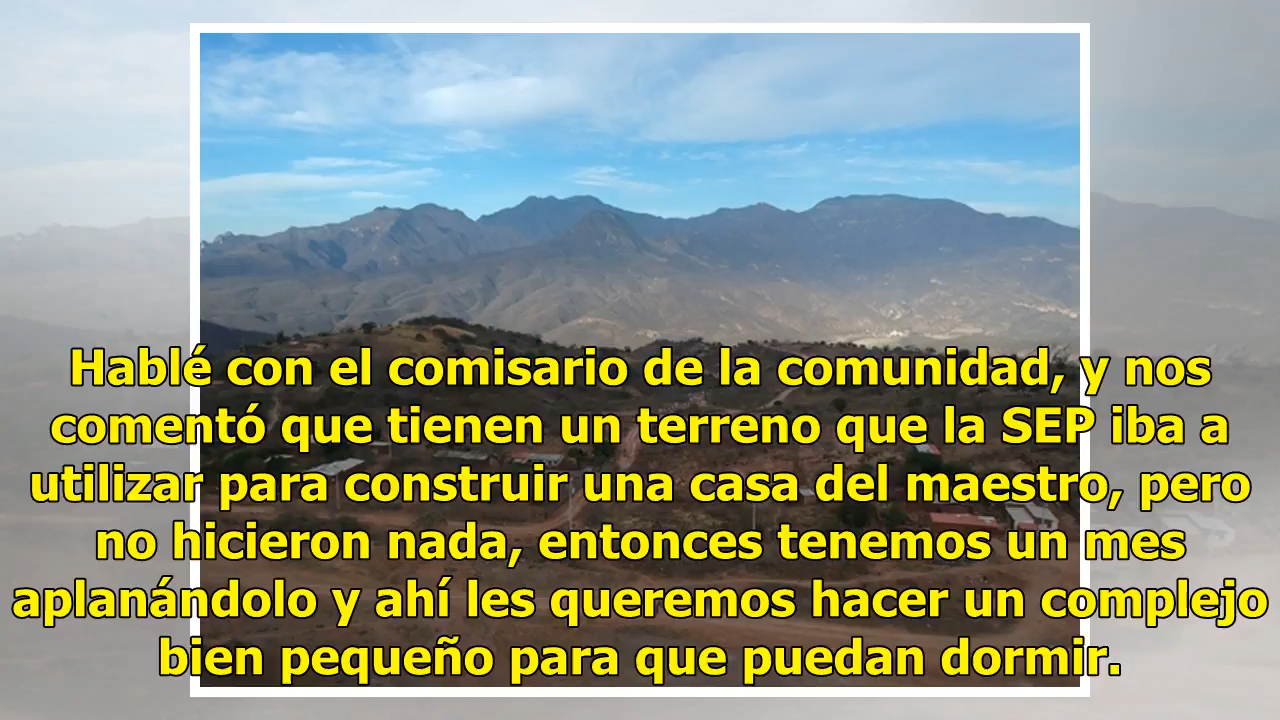 Hablé con el comisario de la comunidad, y nos
comentó que tienen un terreno que la SEP iba a
utilizar para construir una casa del maestro, pero
no hicieron nada, entonces tenemos un mes
aplanándolo y ahí les queremos hacer un complejo
bien pequeño para que puedan dormir.